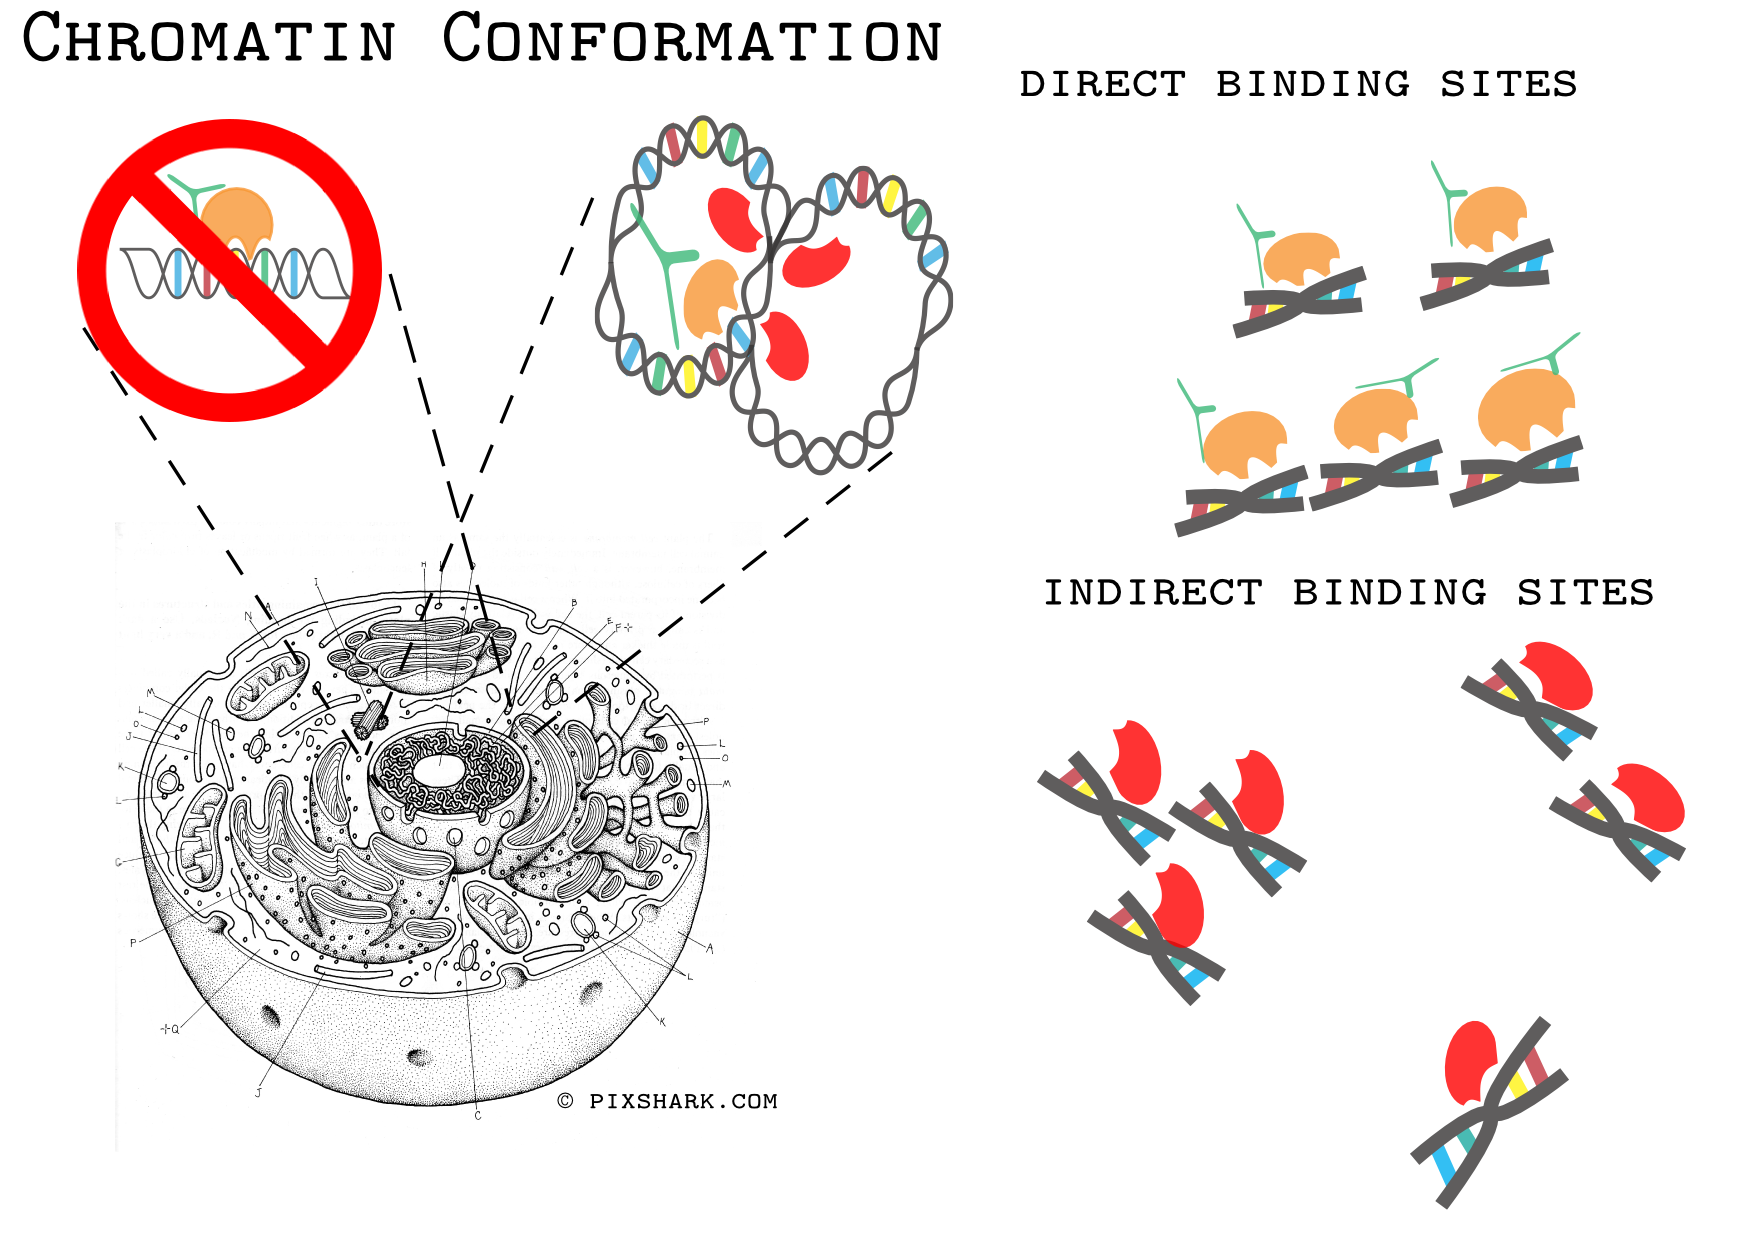 Chromatin Conformation
DIRECT BINDING SITES
INDIRECT BINDING SITES
H
I
B
A
N
E
F+
M
L
O
J
K
L
G
P
+Q
J
C
K
L
A
P
L
O
M
© PIXSHARK.COM